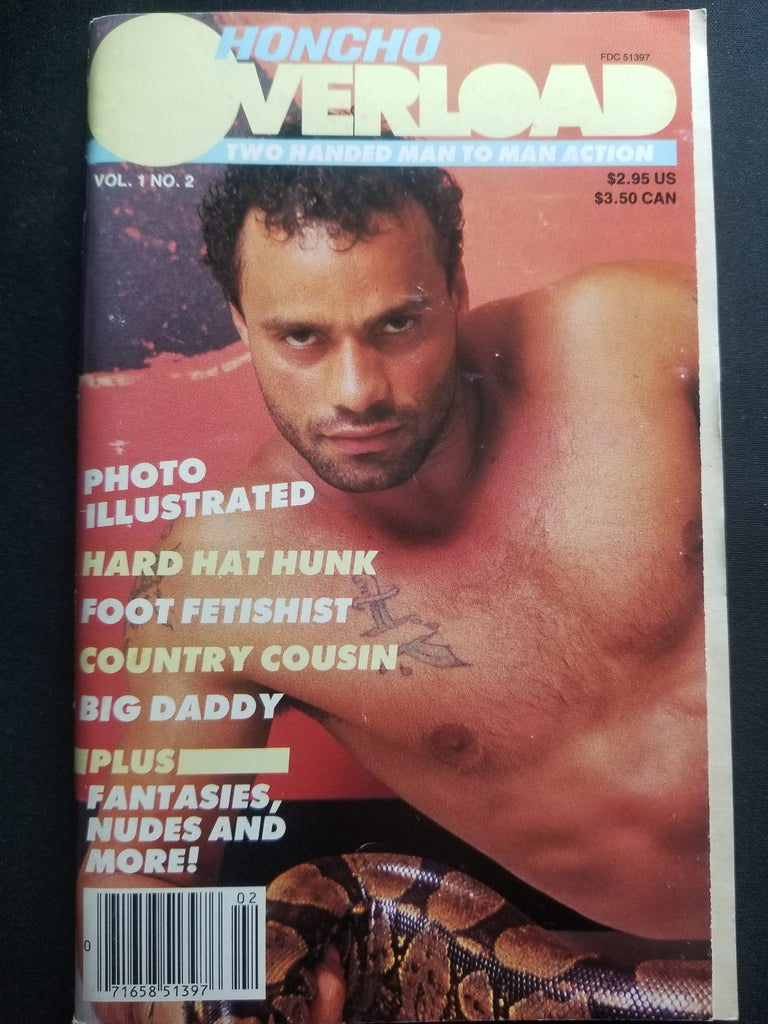 HONCHO
FDC 51397
OVERLOAD
TWO HANDED MAN TO MAN ACTION
VOL. 1 NO. 2
$2.95 US
$3.50 CAN
PHOTO
ILLUSTRATED
HARD HAT HUNK
FOOT FETISHIST
COUNTRY COUSIN
BIG DADDY
PLUS
FANTASIES,
NUDES AND
MORE!
02
0 71658 51397